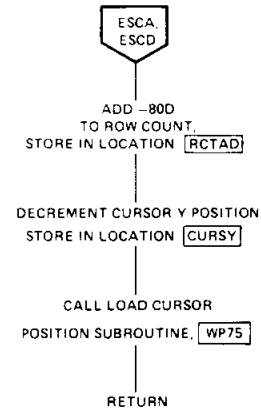 ESCA,
ESCD
ADD –80D
TO ROW COUNT,
STORE IN LOCATION RCTAD
DECREMENT CURSOR Y POSITION
STORE IN LOCATION CURSY
CALL LOAD CURSOR
POSITION SUBROUTINE, WP75
RETURN